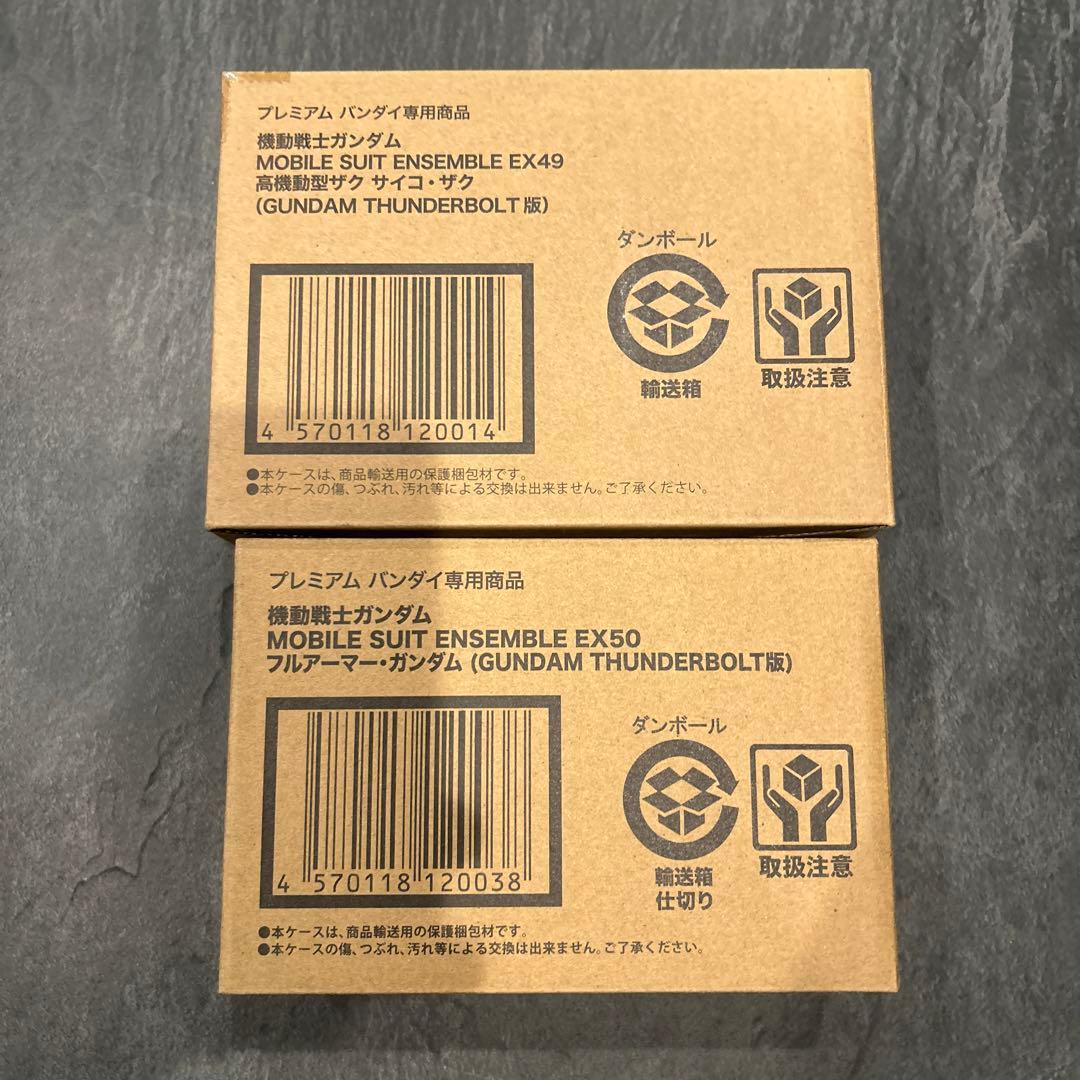 プレミアム バンダイ専用商品
機動戦士ガンダム
MOBILE SUIT ENSEMBLE EX49
高機動型ザク サイコ・ザク
(GUNDAM THUNDERBOLT版)
ダンボール
輸送箱
取扱注意
4 570118 120014
●本ケースは、商品輸送用の保護梱包材です。
●本ケースの傷、つぶれ、汚れ等による交換は出来ません。ご了承ください。
プレミアム バンダイ専用商品
機動戦士ガンダム
MOBILE SUIT ENSEMBLE EX50
フルアーマー・ガンダム (GUNDAM THUNDERBOLT版)
ダンボール
輸送箱
仕切り
取扱注意
4 570118 120038
●本ケースは、商品輸送用の保護梱包材です。
●本ケースの傷、つぶれ、汚れ等による交換は出来ません。ご了承ください。